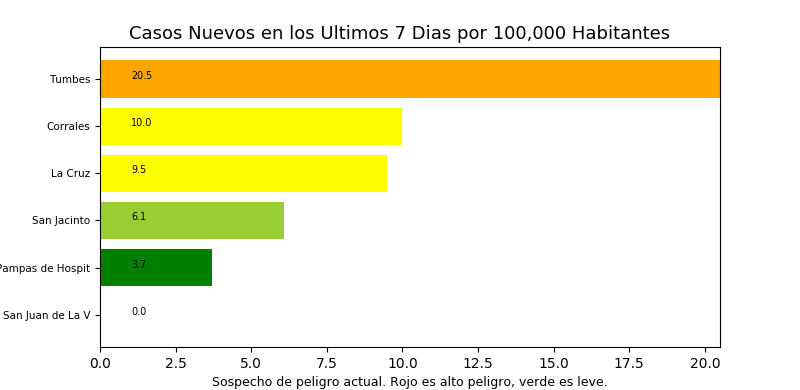 Casos Nuevos en los Ultimos 7 Dias por 100,000 Habitantes
Tumbes 20.5
Corrales 10.0
La Cruz 9.5
San Jacinto 6.1
Pampas de Hospit 3.7
San Juan de La V 0.0
0.0 2.5 5.0 7.5 10.0 12.5 15.0 17.5 20.0
Sospecho de peligro actual. Rojo es alto peligro, verde es leve.